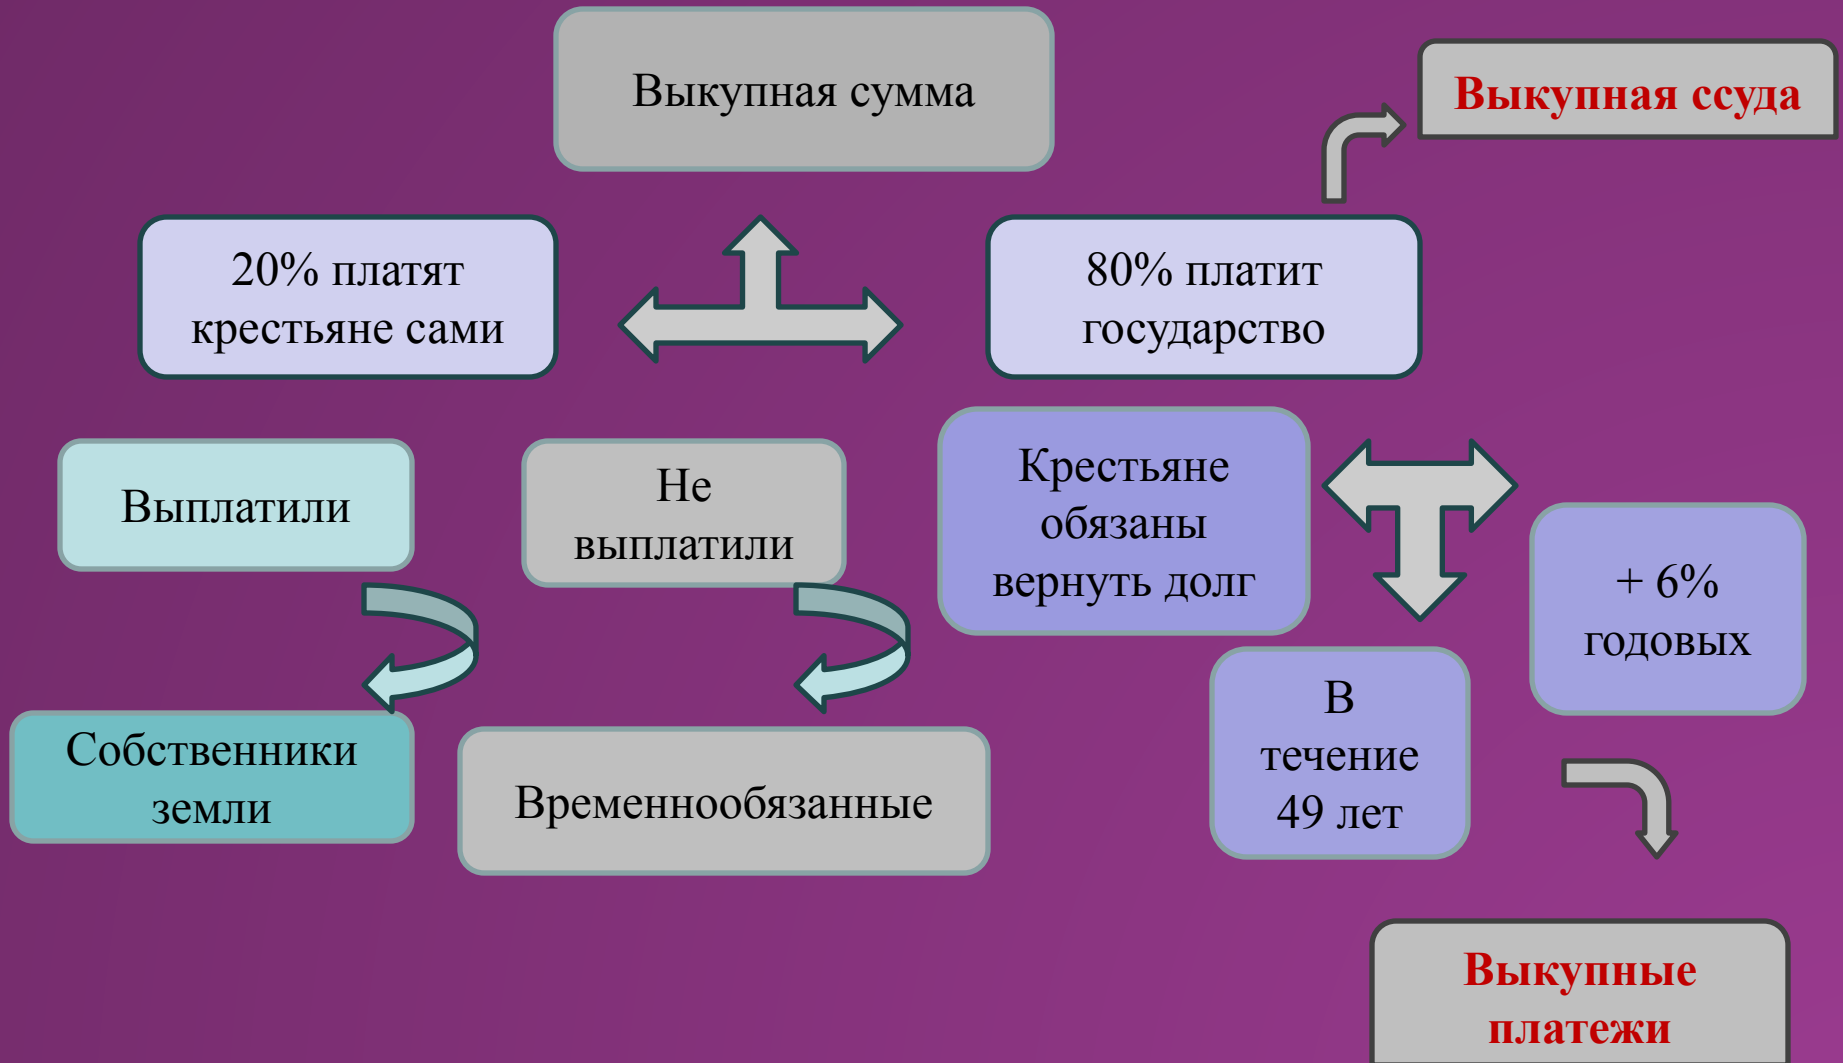 Выкупная сумма
Выкупная ссуда
20% платят
крестьяне сами
80% платит
государство
Выплатили
Не
выплатили
Крестьяне
обязаны
вернуть долг
+ 6%
годовых
В
течение
49 лет
Собственники
земли
Временнообязанные
Выкупные
платежи